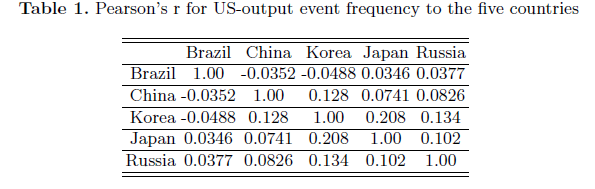 Table 1. Pearson's r for US-output event frequency to the five countries
Brazil China Korea Japan Russia
Brazil 1.00 -0.0352 -0.0488 0.0346 0.0377
China -0.0352 1.00 0.128 0.0741 0.0826
Korea -0.0488 0.128 1.00 0.208 0.134
Japan 0.0346 0.0741 0.208 1.00 0.102
Russia 0.0377 0.0826 0.134 0.102 1.00